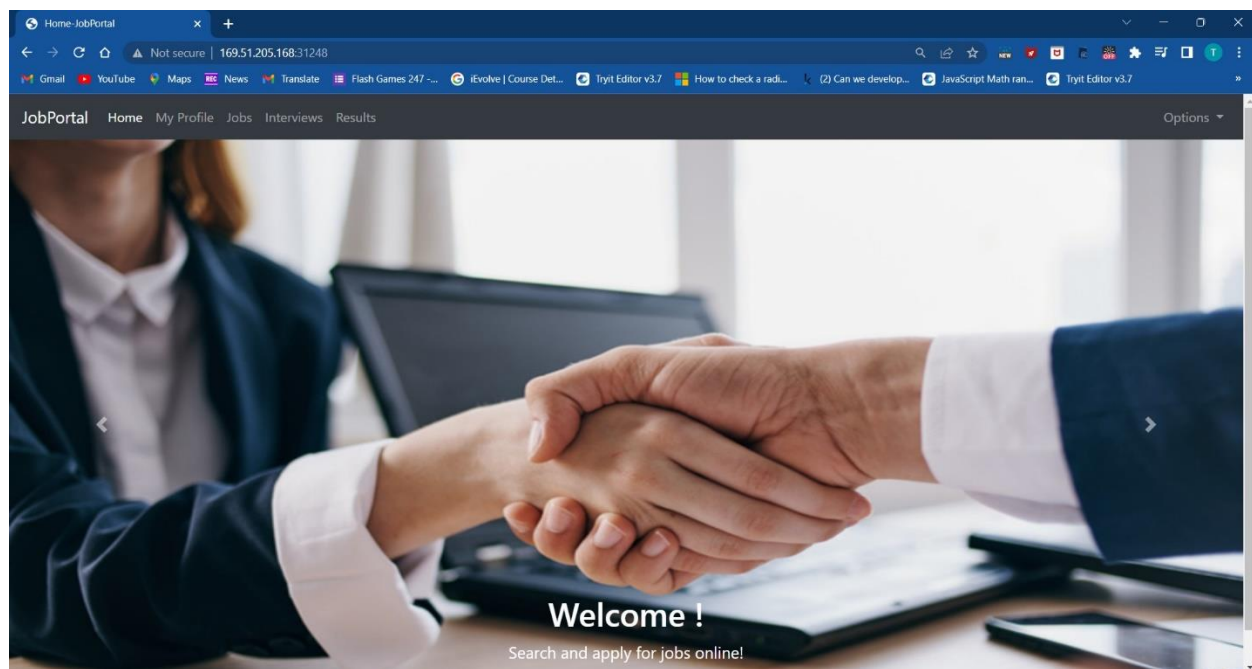 Home-JobPortal
Not secure | 169.51.205.168:31248
Gmail YouTube Maps News Translate Flash Games 247 -... iEvolve | Course Det... Tryit Editor v3.7 How to check a radi... (2) Can we develop... JavaScript Math ran... Tryit Editor v3.7
JobPortal Home My Profile Jobs Interviews Results Options
Welcome !
Search and apply for jobs online!